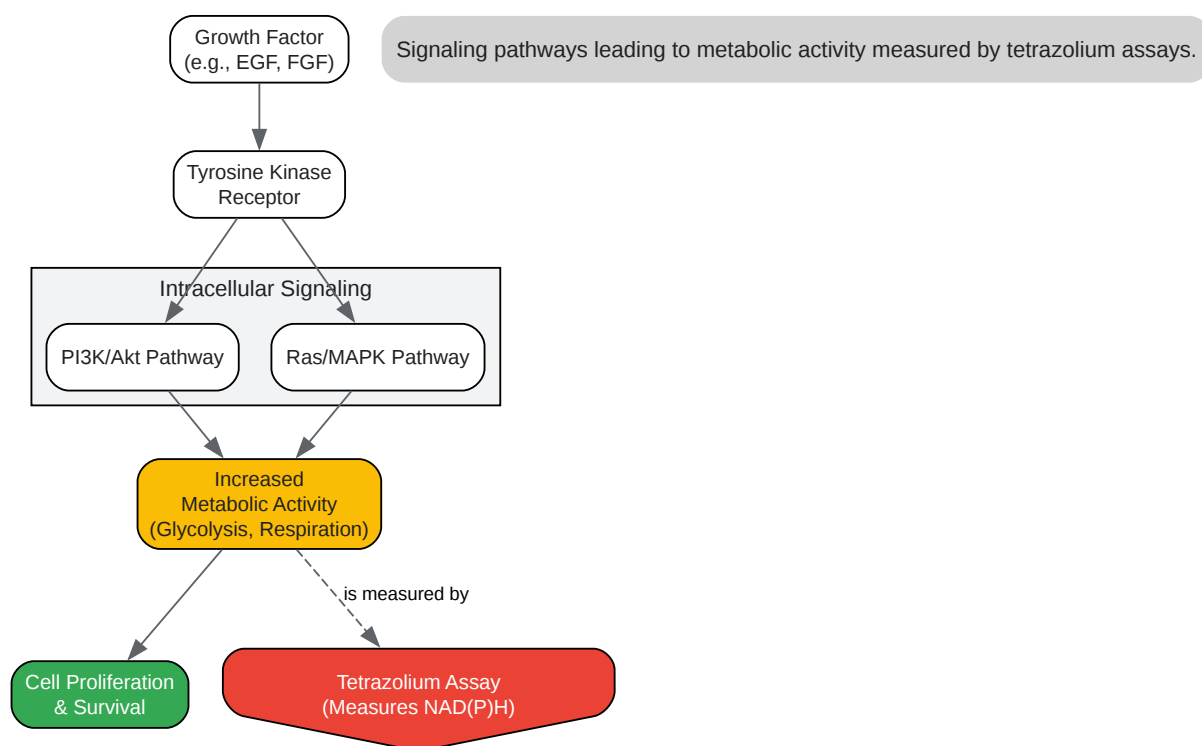 Growth Factor
(e.g., EGF, FGF)
Signaling pathways leading to metabolic activity measured by tetrazolium assays.
Tyrosine Kinase
Receptor
Intracellular Signaling
PI3K/Akt Pathway
Ras/MAPK Pathway
Increased
Metabolic Activity
(Glycolysis, Respiration)
is measured by
Cell Proliferation
& Survival
Tetrazolium Assay
(Measures NAD(P)H)